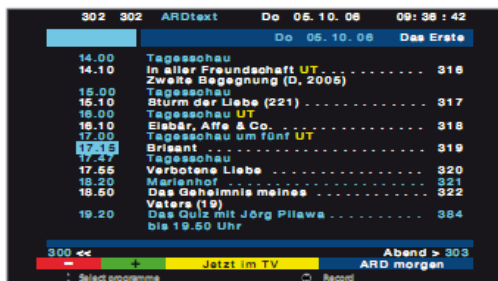 302 302 ARDtext Do 05.10.06 09:36:42
Do 05.10.06 Das Erste
14.00 Tagesschau
14.10 In aller Freundschaft UT............ 316
Zweite Begegnung (D, 2005)
15.00 Tagesschau
15.10 Sturm der Liebe (221) ............. 317
16.00 Tagesschau UT
16.10 Eisbär, Affe & Co. ................ 318
17.00 Tagesschau um fünf UT
17.15 Brisant .......................... 319
17.47 Tagesschau
17.55 Verbotene Liebe .................. 320
18.20 Marienhof ....................... 321
18.50 Das Geheimnis meines ............ 322
Vaters (19)
19.20 Das Quiz mit Jörg Pilawa .......... 384
bis 19.50 Uhr
300 << Abend > 303
- + Jetzt im TV ARD morgen
Select programme Record